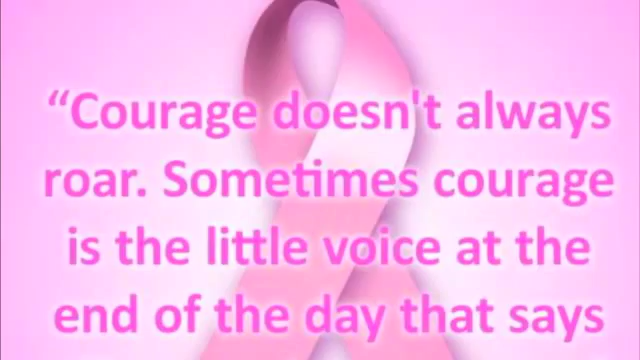 “Courage doesn't always
roar. Sometimes courage
is the little voice at the
end of the day that says